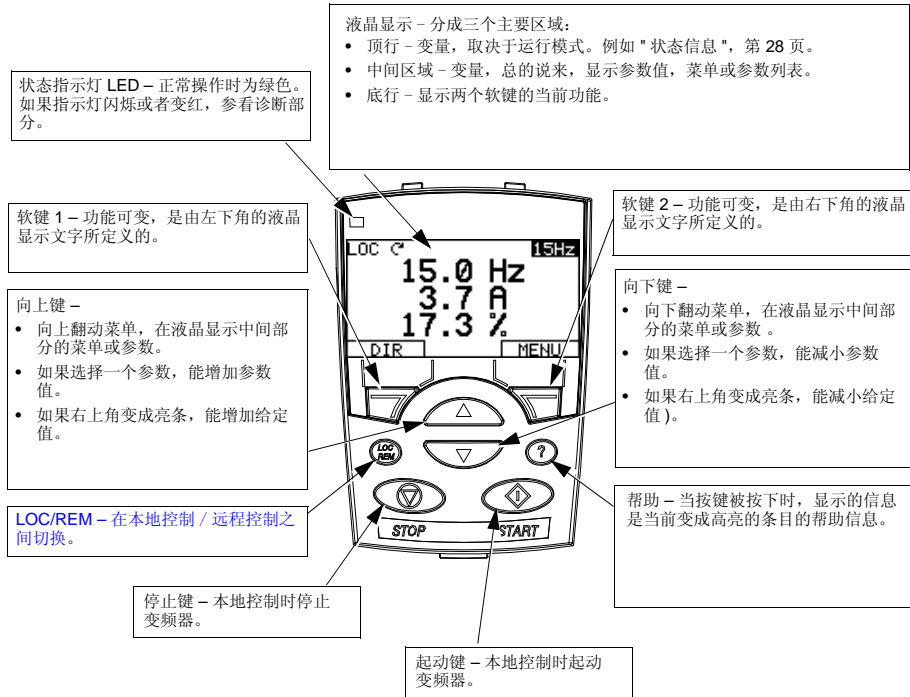 液晶显示 – 分成三个主要区域：
• 顶行 – 变量，取决于运行模式。例如 " 状态信息 "，第 28 页。
• 中间区域 – 变量，总的说来，显示参数值，菜单或参数列表。
• 底行 – 显示两个软键的当前功能。
状态指示灯 LED – 正常操作时为绿色。
如果指示灯闪烁或者变红，参看诊断部
分。
软键 1 – 功能可变，是由左下角的液晶
显示文字所定义的。
软键 2 – 功能可变，是由右下角的液晶
显示文字所定义的。
LOC 15Hz
15.0 Hz
3.7 A
17.3 %
DIR MENU
向上键 –
• 向上翻动菜单，在液晶显示中间部
分的菜单或参数。
• 如果选择一个参数，能增加参数
值。
• 如果右上角变成亮条，能增加给定
值。
向下键 –
• 向下翻动菜单，在液晶显示中间部
分的菜单或参数 。
• 如果选择一个参数，能减小参数
值。
• 如果右上角变成亮条，能减小给定
值 )。
LOC
REM
?
STOP START
LOC/REM – 在本地控制 / 远程控制之
间切换。
帮助 – 当按键被按下时，显示的信息
是当前变成高亮的条目的帮助信息。
停止键 – 本地控制时停止
变频器。
起动键 – 本地控制时起动
变频器。